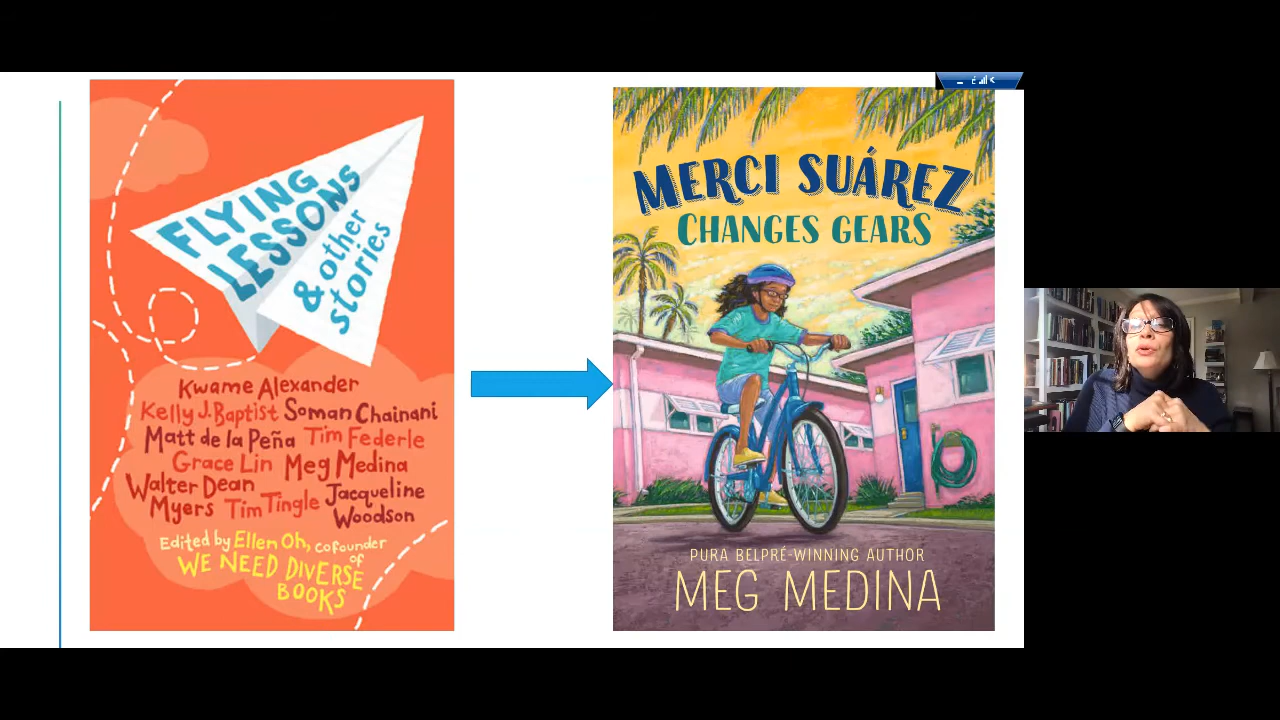 FLYING
LESSONS
& other
stories
Kwame Alexander
Kelly J. Baptist Soman Chainani
Matt de la Peña Tim Federle
Grace Lin Meg Medina
Walter Dean
Myers Tim Tingle Jacqueline
Woodson
Edited by Ellen Oh, cofounder
of
WE NEED DIVERSE
BOOKS
MERCI SUÁREZ
CHANGES GEARS
PURA BELPRÉ-WINNING AUTHOR
MEG MEDINA